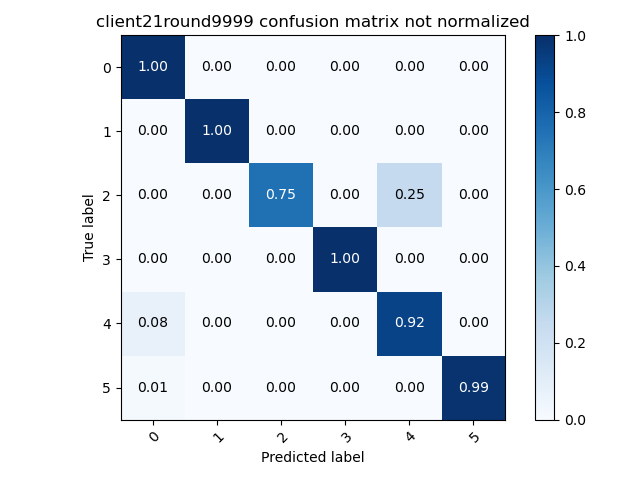 client21round9999 confusion matrix not normalized
True label
0 1.00 0.00 0.00 0.00 0.00 0.00
1 0.00 1.00 0.00 0.00 0.00 0.00
2 0.00 0.00 0.75 0.00 0.25 0.00
3 0.00 0.00 0.00 1.00 0.00 0.00
4 0.08 0.00 0.00 0.00 0.92 0.00
5 0.01 0.00 0.00 0.00 0.00 0.99
0 1 2 3 4 5
Predicted label
1.0
0.8
0.6
0.4
0.2
0.0